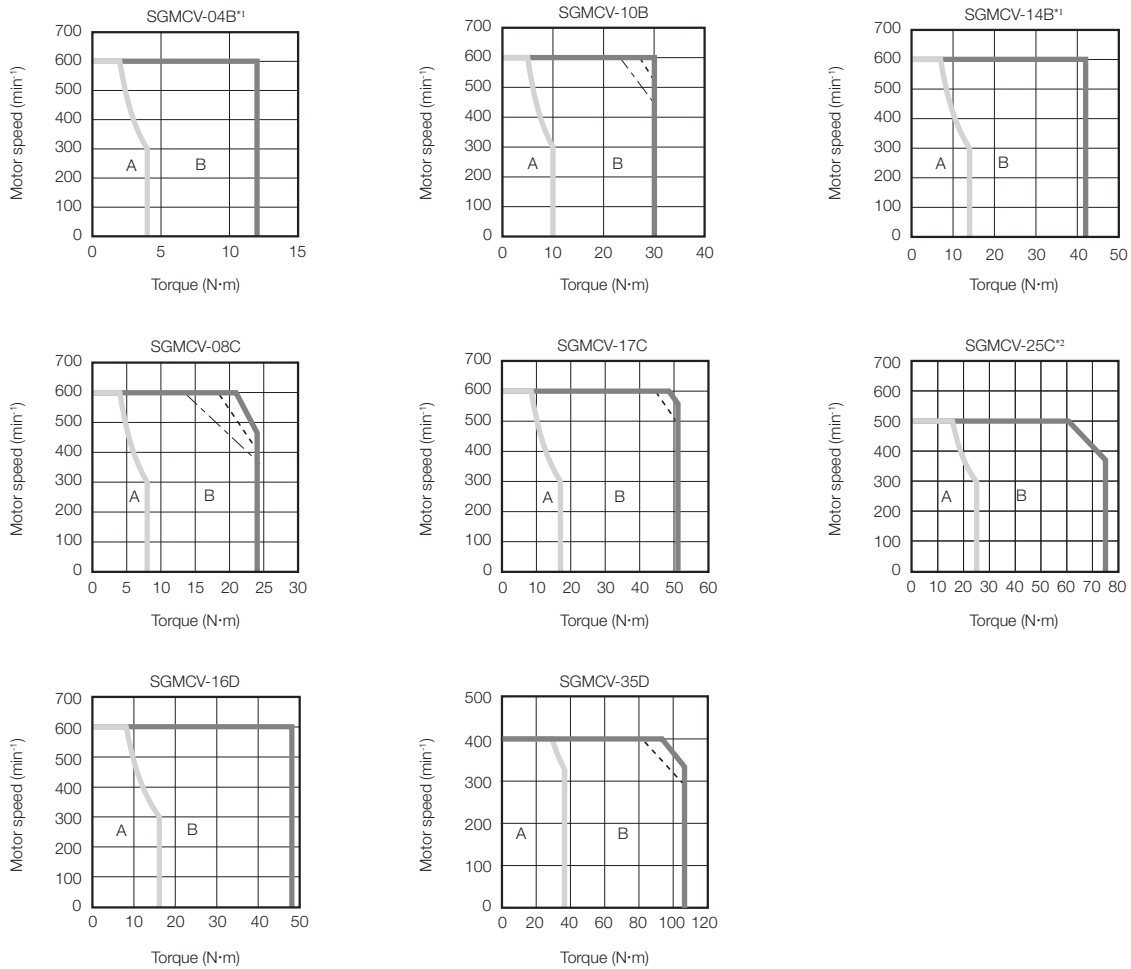 SGMCV-04B*1
Motor speed (min-1)
700
600
500
400
300
200
100
0
A
B
0 5 10 15
Torque (N·m)
SGMCV-10B
Motor speed (min-1)
700
600
500
400
300
200
100
0
A
B
0 10 20 30 40
Torque (N·m)
SGMCV-14B*1
Motor speed (min-1)
700
600
500
400
300
200
100
0
A
B
0 10 20 30 40 50
Torque (N·m)
SGMCV-08C
Motor speed (min-1)
700
600
500
400
300
200
100
0
A
B
0 5 10 15 20 25 30
Torque (N·m)
SGMCV-17C
Motor speed (min-1)
700
600
500
400
300
200
100
0
A
B
0 10 20 30 40 50 60
Torque (N·m)
SGMCV-25C*2
Motor speed (min-1)
700
600
500
400
300
200
100
0
A
B
0 10 20 30 40 50 60 70 80
Torque (N·m)
SGMCV-16D
Motor speed (min-1)
700
600
500
400
300
200
100
0
A
B
0 10 20 30 40 50
Torque (N·m)
SGMCV-35D
Motor speed (min-1)
500
400
300
200
100
0
A
B
0 20 40 60 80 100 120
Torque (N·m)